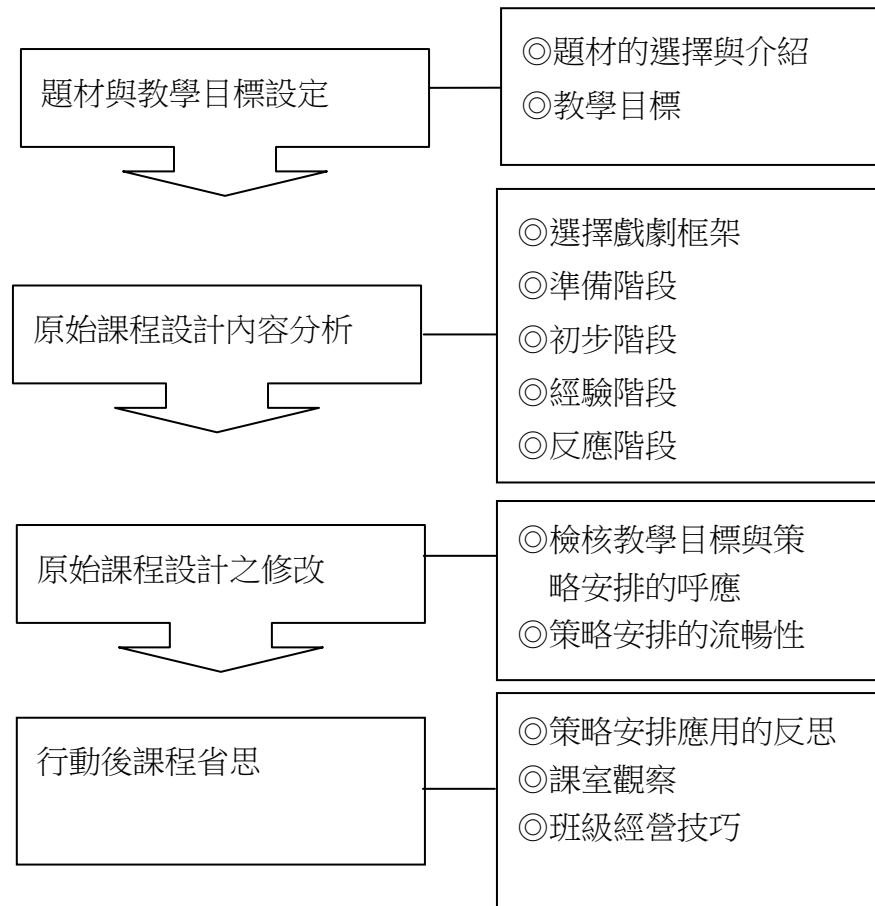 題材與教學目標設定
◎題材的選擇與介紹
◎教學目標
原始課程設計內容分析
◎選擇戲劇框架
◎準備階段
◎初步階段
◎經驗階段
◎反應階段
原始課程設計之修改
◎檢核教學目標與策
略安排的呼應
◎策略安排的流暢性
行動後課程省思
◎策略安排應用的反思
◎課室觀察
◎班級經營技巧